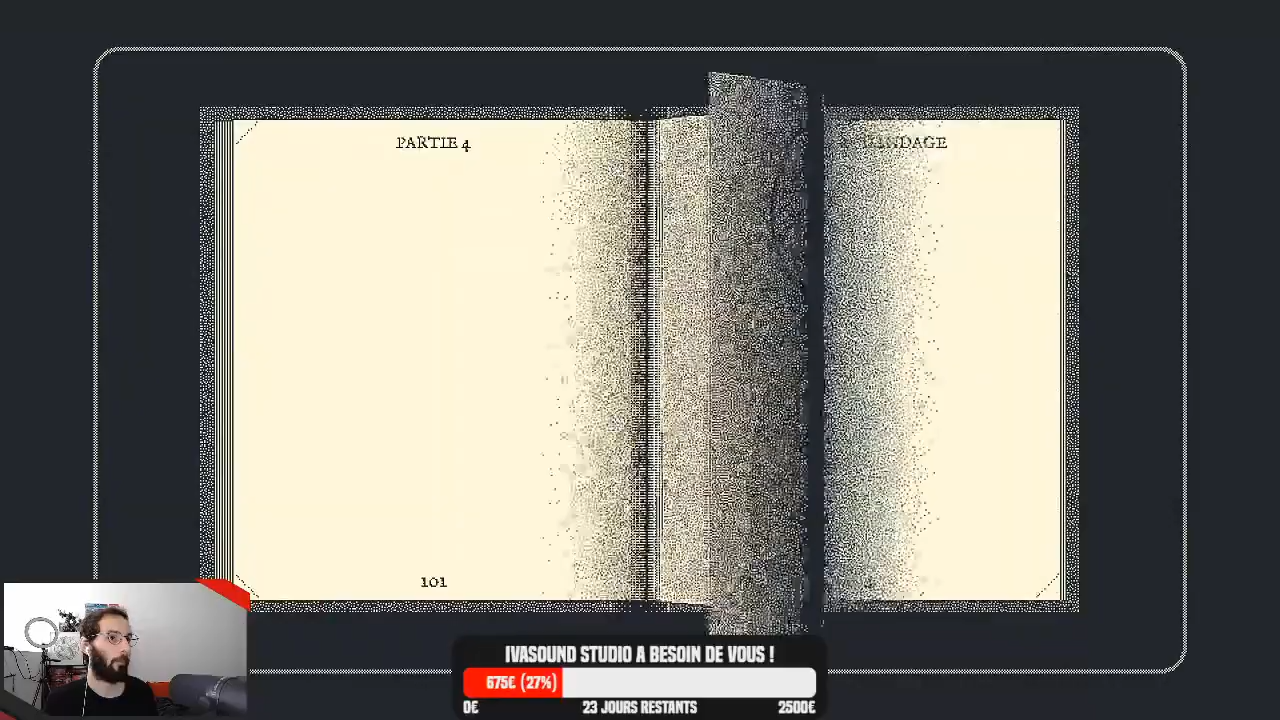 PARTIE 4
101
IVASOUND STUDIO A BESOIN DE VOUS !
675€ (27%)
0€
23 JOURS RESTANTS
2500€